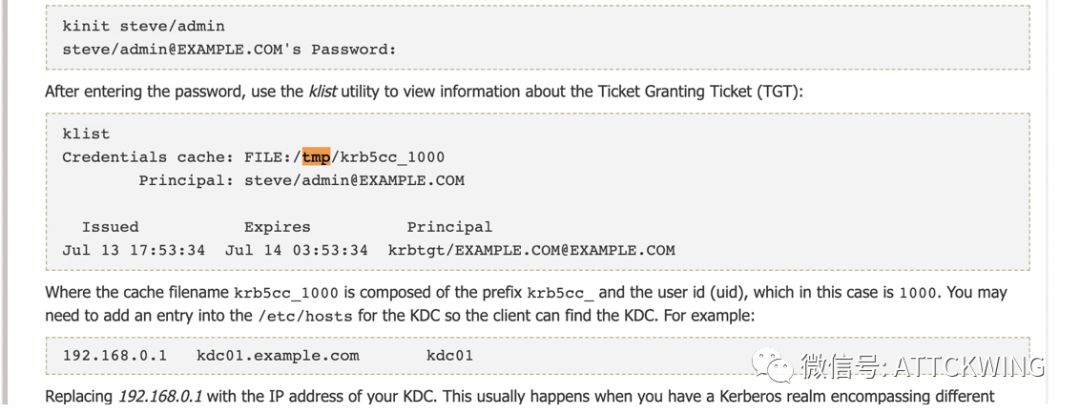 kinit steve/admin
steve/admin@EXAMPLE.COM's Password:
After entering the password, use the klist utility to view information about the Ticket Granting Ticket (TGT):
klist
Credentials cache: FILE:/tmp/krb5cc_1000
Principal: steve/admin@EXAMPLE.COM
Issued Expires Principal
Jul 13 17:53:34 Jul 14 03:53:34 krbtgt/EXAMPLE.COM@EXAMPLE.COM
Where the cache filename krb5cc_1000 is composed of the prefix krb5cc_ and the user id (uid), which in this case is 1000. You may
need to add an entry into the /etc/hosts for the KDC so the client can find the KDC. For example:
192.168.0.1 kdc01.example.com kdc01
微信号: ATTCKWING
Replacing 192.168.0.1 with the IP address of your KDC. This usually happens when you have a Kerberos realm encompassing different